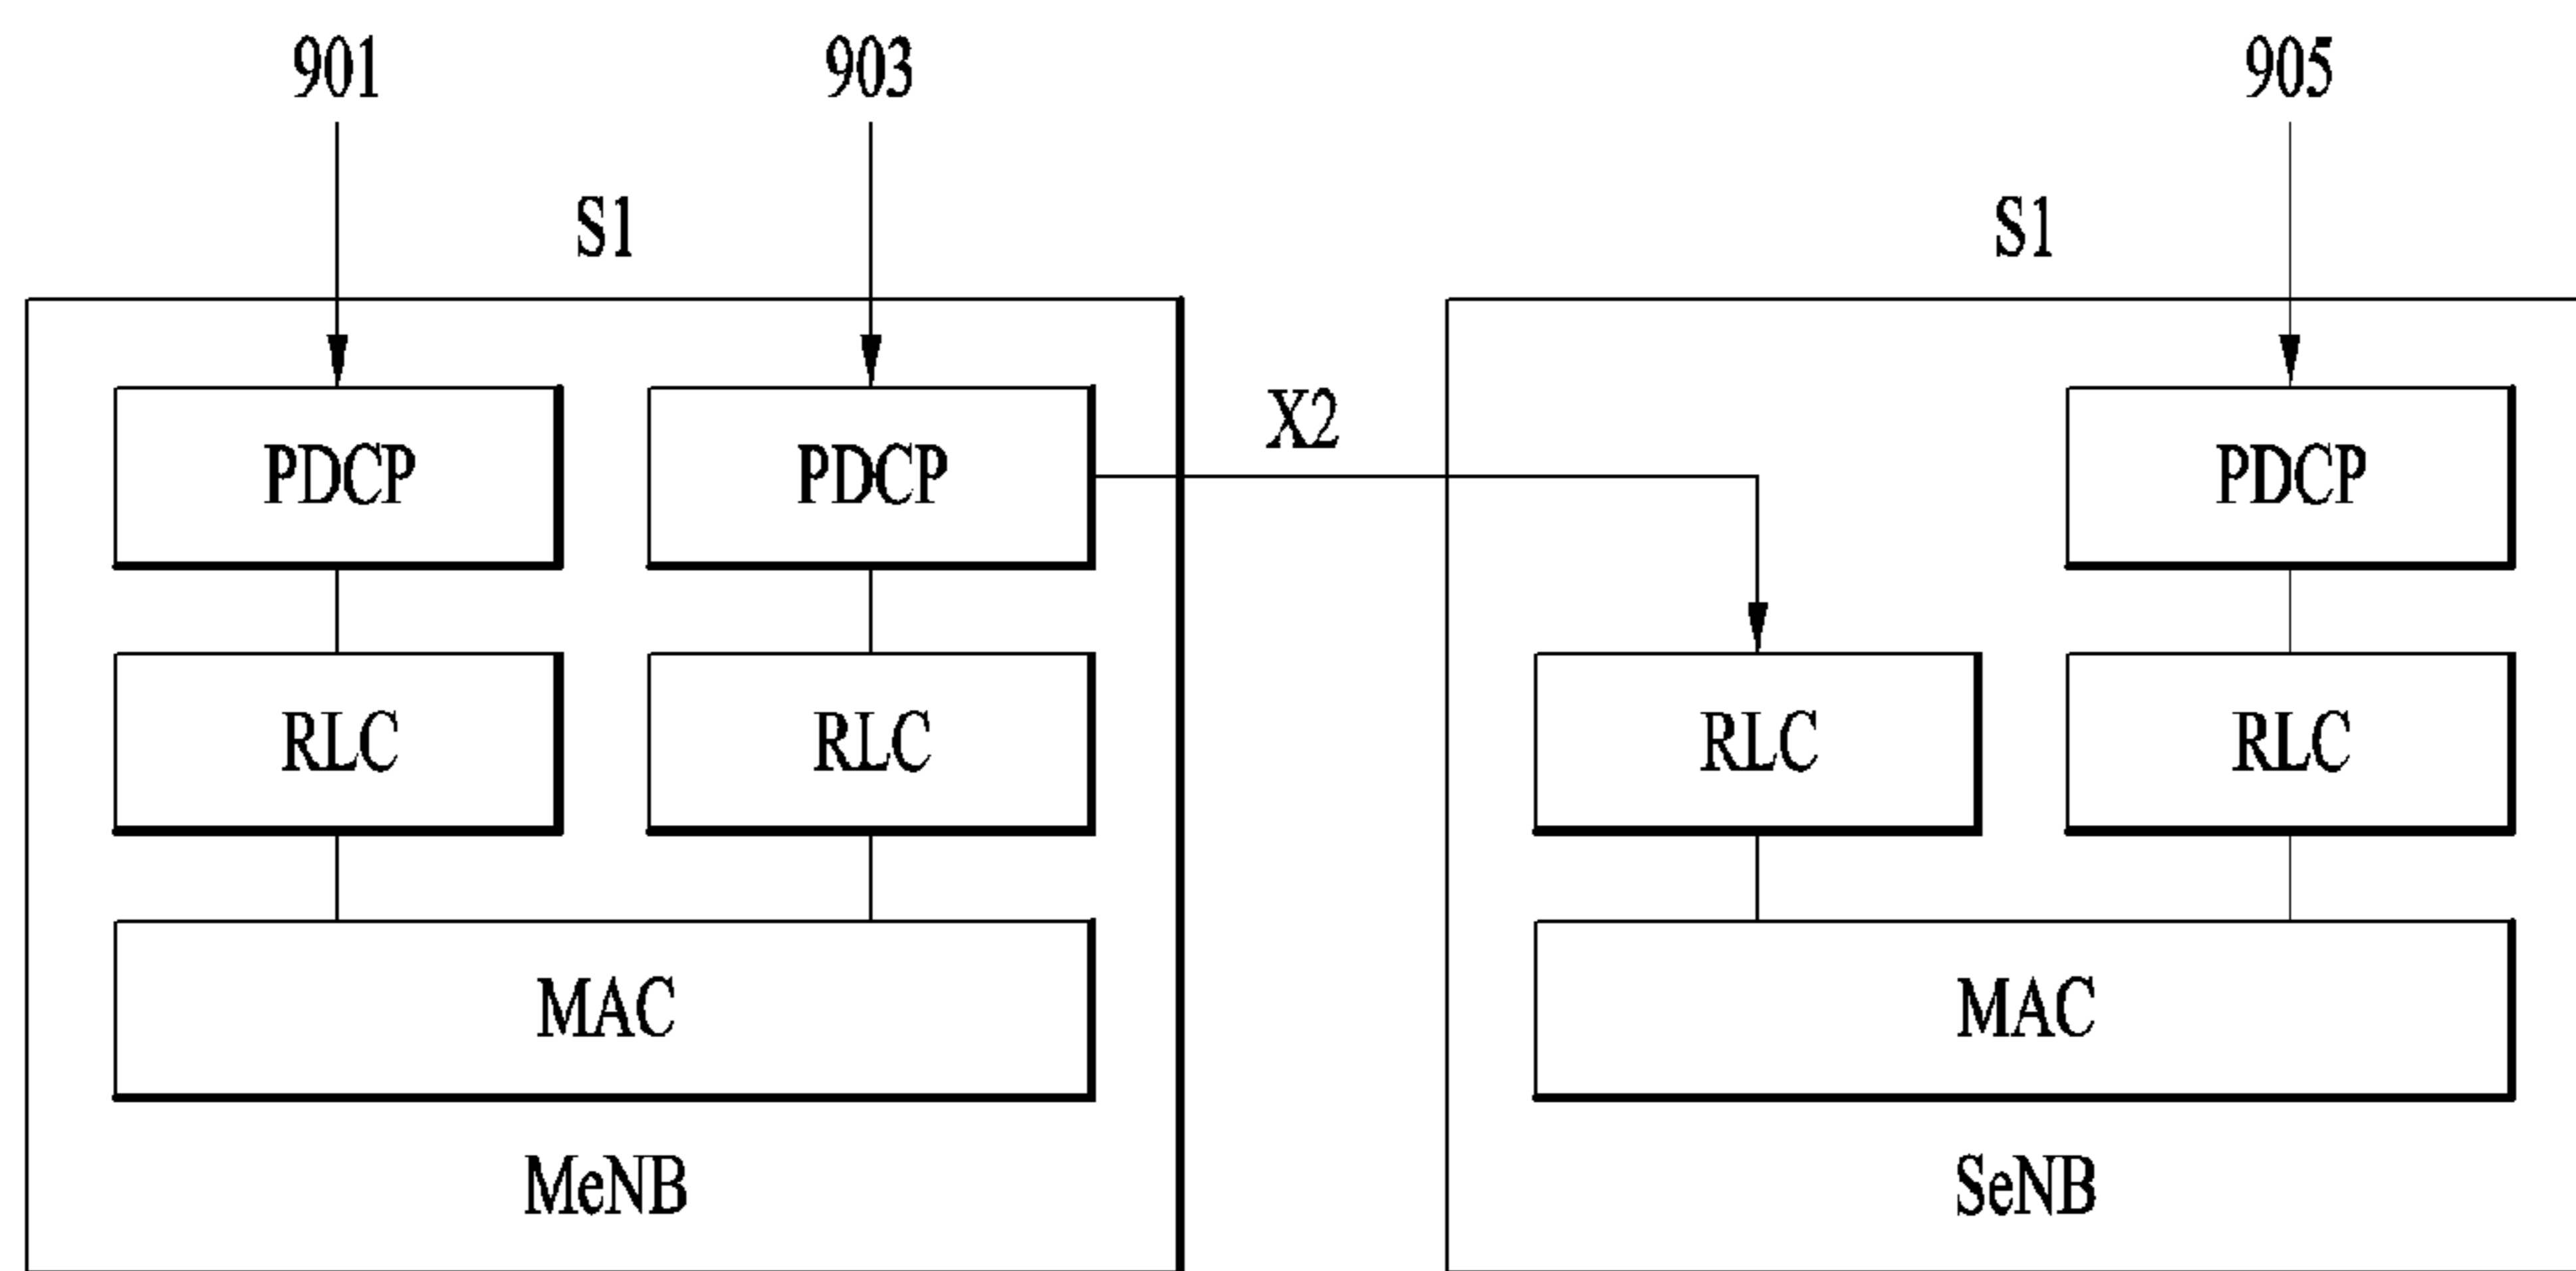 901 903 905
S1 S1
X2
PDCP PDCP PDCP
RLC RLC RLC RLC
MAC MAC
MeNB SeNB